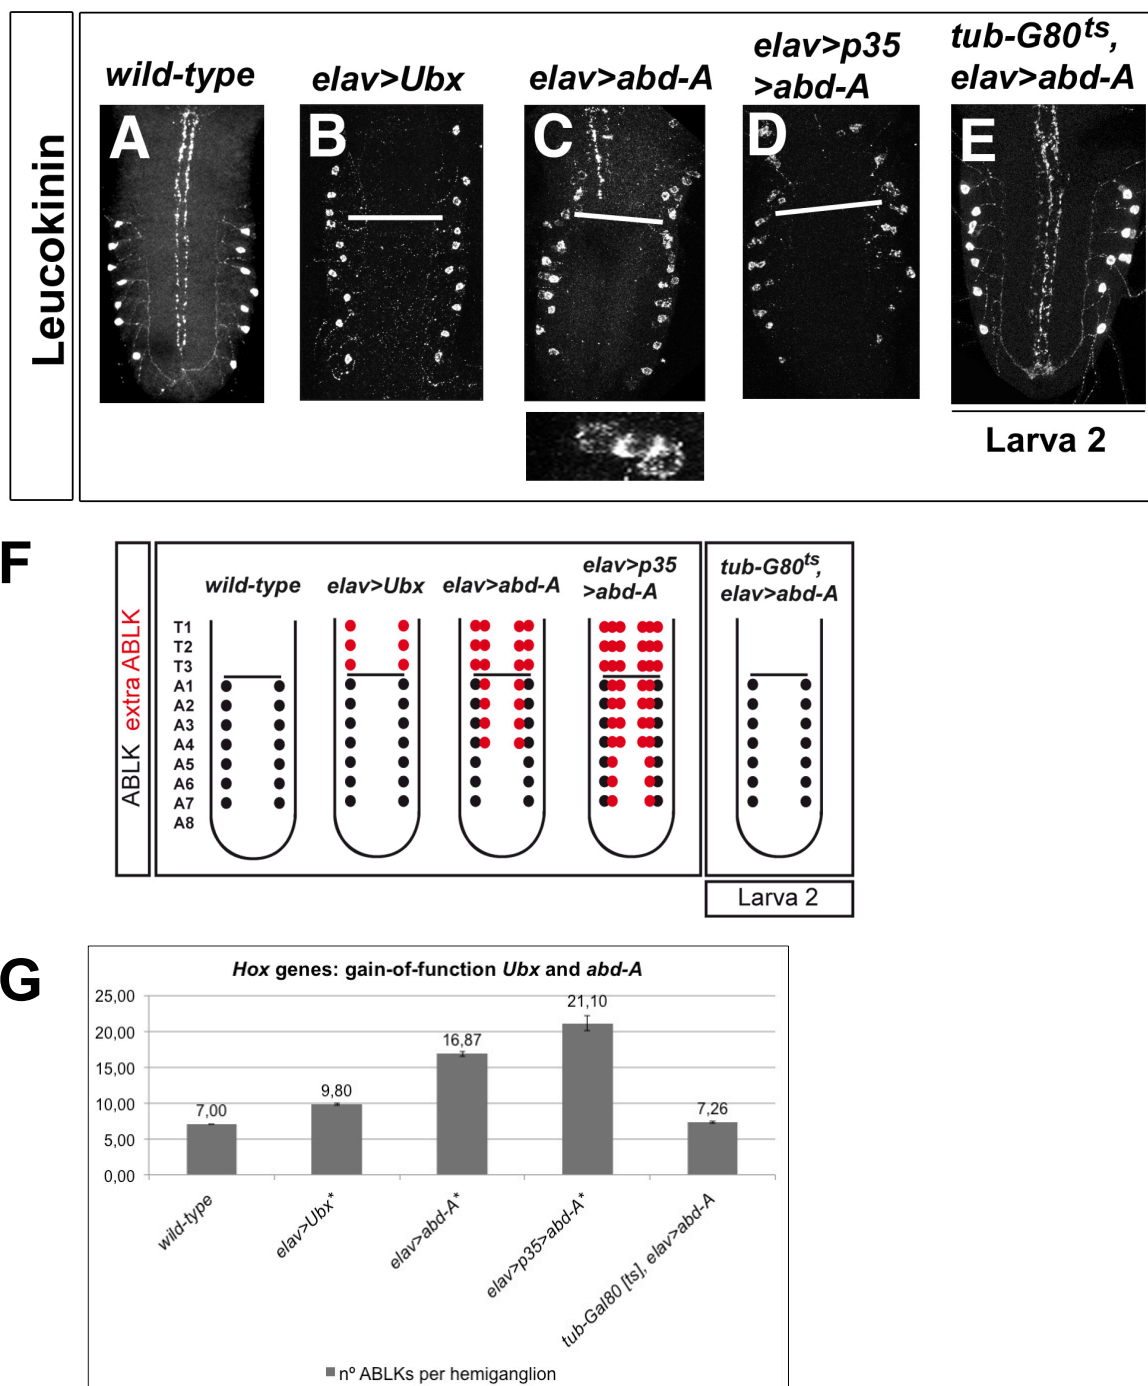 Leucokinin
wild-type
elav>Ubx
elav>abd-A
elav>p35
>abd-A
tub-G80ts,
elav>abd-A
A
B
C
D
E
Larva 2
F
ABLK extra ABLK
wild-type
elav>Ubx
elav>abd-A
elav>p35
>abd-A
tub-G80ts,
elav>abd-A
T1
T2
T3
A1
A2
A3
A4
A5
A6
A7
A8
Larva 2
G
Hox genes: gain-of-function Ubx and abd-A
25,00
20,00
15,00
10,00
5,00
0,00
7,00
9,80
16,87
21,10
7,26
wild-type
elav>Ubx*
elav>abd-A*
elav>p35>abd-A*
tub-Gal80 [ts], elav>abd-A
nº ABLKs per hemiganglion